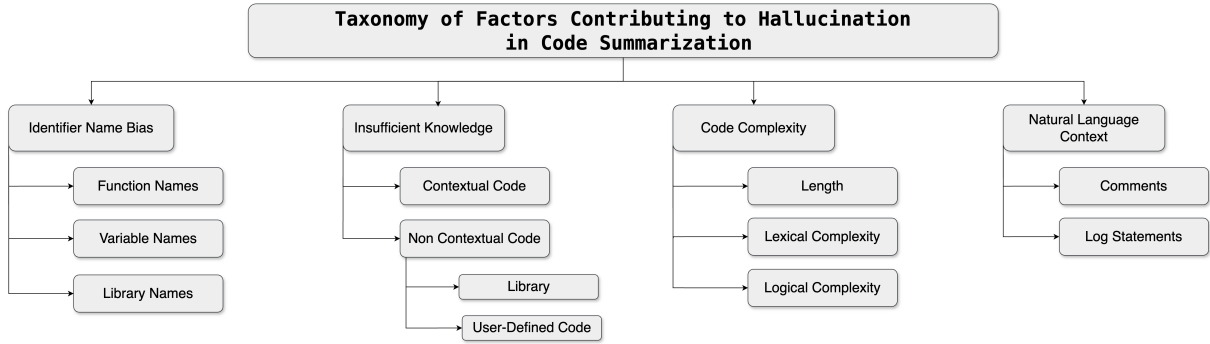 Taxonomy of Factors Contributing to Hallucination
in Code Summarization
Identifier Name Bias
Function Names
Variable Names
Library Names
Insufficient Knowledge
Contextual Code
Non Contextual Code
Library
User-Defined Code
Code Complexity
Length
Lexical Complexity
Logical Complexity
Natural Language
Context
Comments
Log Statements